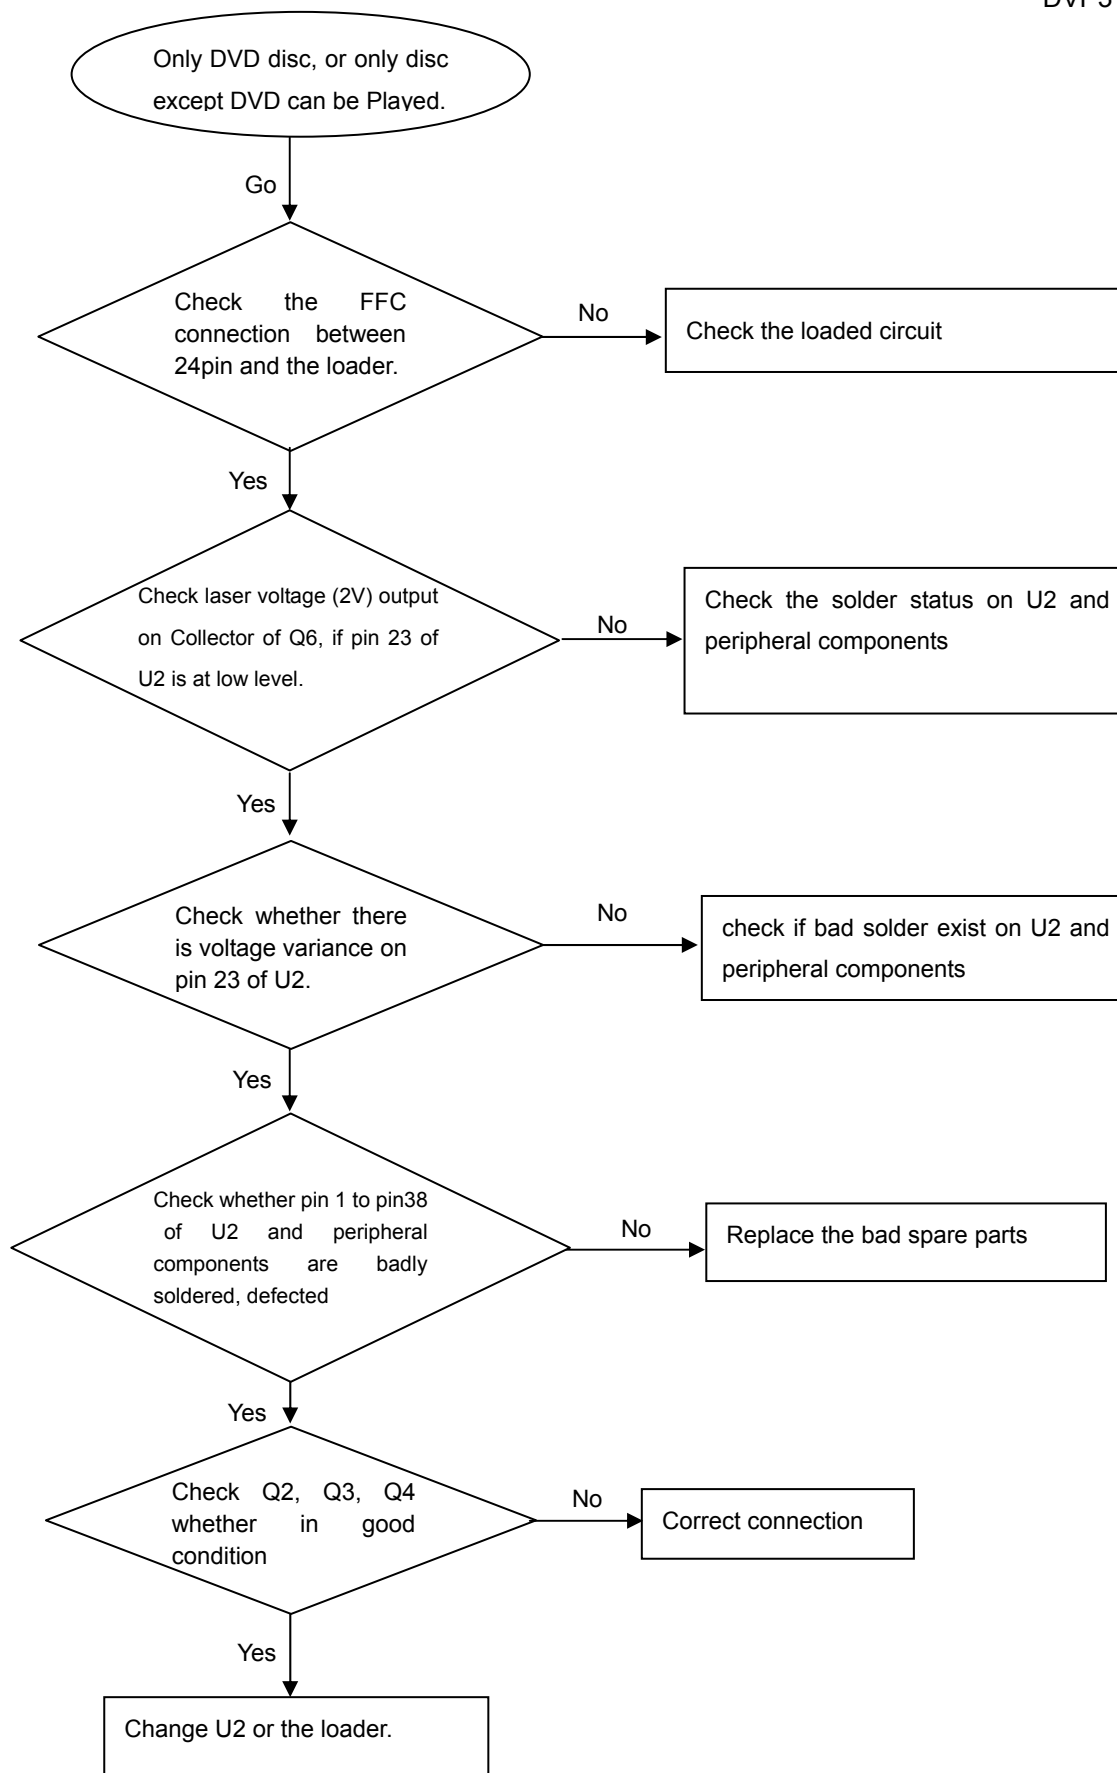 Only DVD disc, or only disc
except DVD can be Played.
Go
Check the FFC
connection between
24pin and the loader.
No
Check the loaded circuit
Yes
Check laser voltage (2V) output
on Collector of Q6, if pin 23 of
U2 is at low level.
No
Check the solder status on U2 and
peripheral components
Yes
Check whether there
is voltage variance on
pin 23 of U2.
No
check if bad solder exist on U2 and
peripheral components
Yes
Check whether pin 1 to pin38
of U2 and peripheral
components are badly
soldered, defected
No
Replace the bad spare parts
Yes
Check Q2, Q3, Q4
whether in good
condition
No
Correct connection
Yes
Change U2 or the loader.